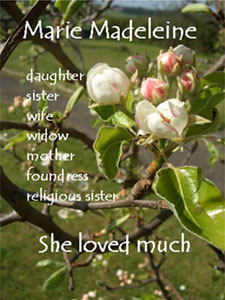 Marie Madeleine
daughter
sister
wife
widow
mother
foundress
religious sister
She loved much